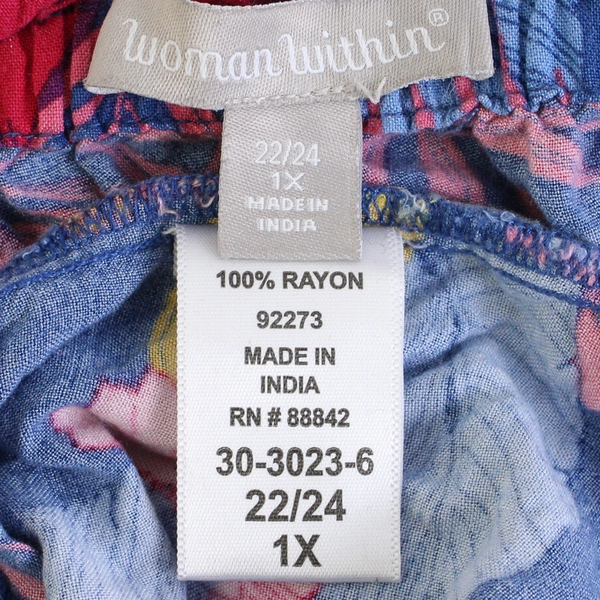 woman within®
22/24
1X
MADE IN
INDIA
100% RAYON
92273
MADE IN
INDIA
RN # 88842
30-3023-6
22/24
1X